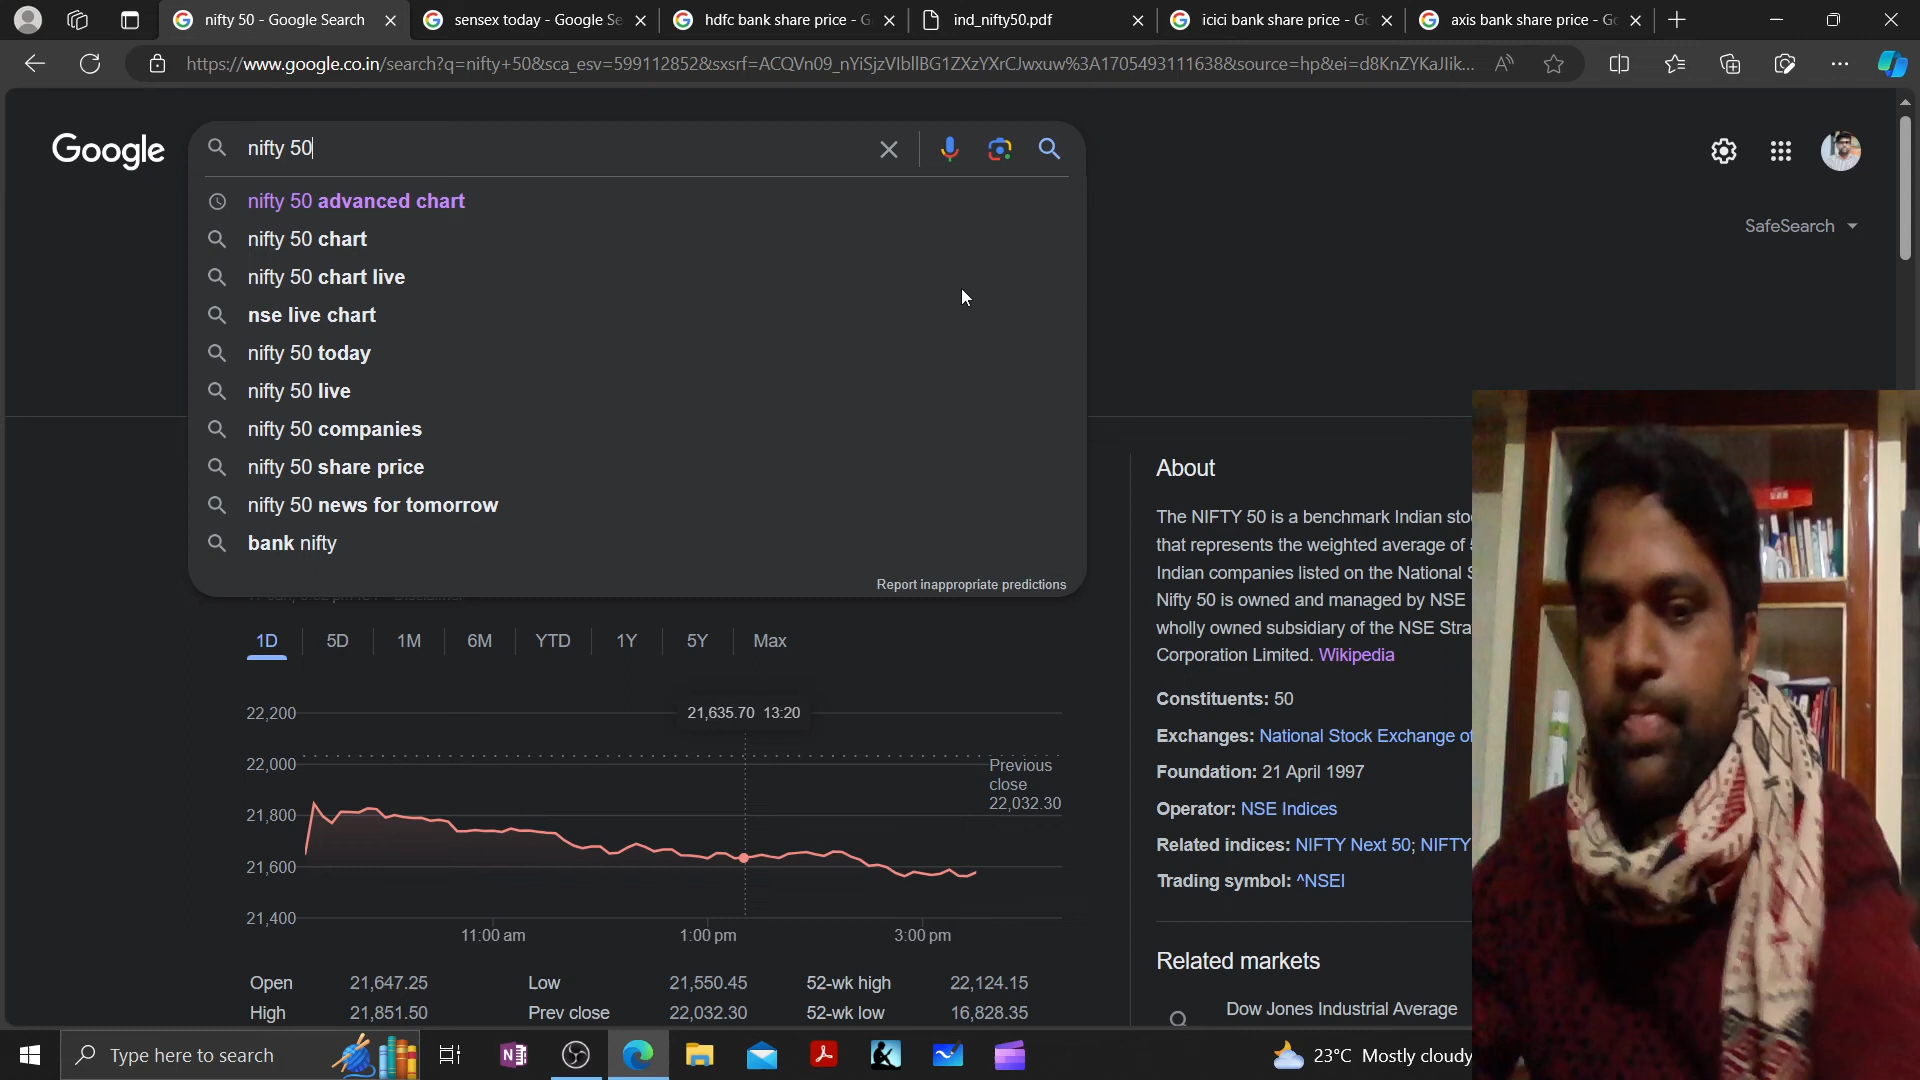 nifty 50 - Google Search
sensex today - Google Se
hdfc bank share price - G
ind_nifty50.pdf
icici bank share price - Go
axis bank share price - Go
https://www.google.co.in/search?q=nifty+50&sca_esv=599112852&sxsrf=ACQVn09_nYiSjzVIbllBG1ZXzYXrCJwxuw%3A1705493111638&source=hp&ei=d8KnZYKaJlik...
Google
nifty 50
SafeSearch
nifty 50 advanced chart
nifty 50 chart
nifty 50 chart live
nse live chart
nifty 50 today
nifty 50 live
nifty 50 companies
nifty 50 share price
nifty 50 news for tomorrow
bank nifty
Report inappropriate predictions
1D 5D 1M 6M YTD 1Y 5Y Max
21,635.70 13:20
22,200
22,000
21,800
21,600
21,400
Previous
close
22,032.30
11:00 am 1:00 pm 3:00 pm
Open 21,647.25 Low 21,550.45 52-wk high 22,124.15
High 21,851.50 Prev close 22,032.30 52-wk low 16,828.35
About
The NIFTY 50 is a benchmark Indian sto
that represents the weighted average of
Indian companies listed on the National S
Nifty 50 is owned and managed by NSE
wholly owned subsidiary of the NSE Stra
Corporation Limited. Wikipedia
Constituents: 50
Exchanges: National Stock Exchange of
Foundation: 21 April 1997
Operator: NSE Indices
Related indices: NIFTY Next 50; NIFTY
Trading symbol: ^NSEI
Related markets
Dow Jones Industrial Average
Type here to search
23°C Mostly cloudy